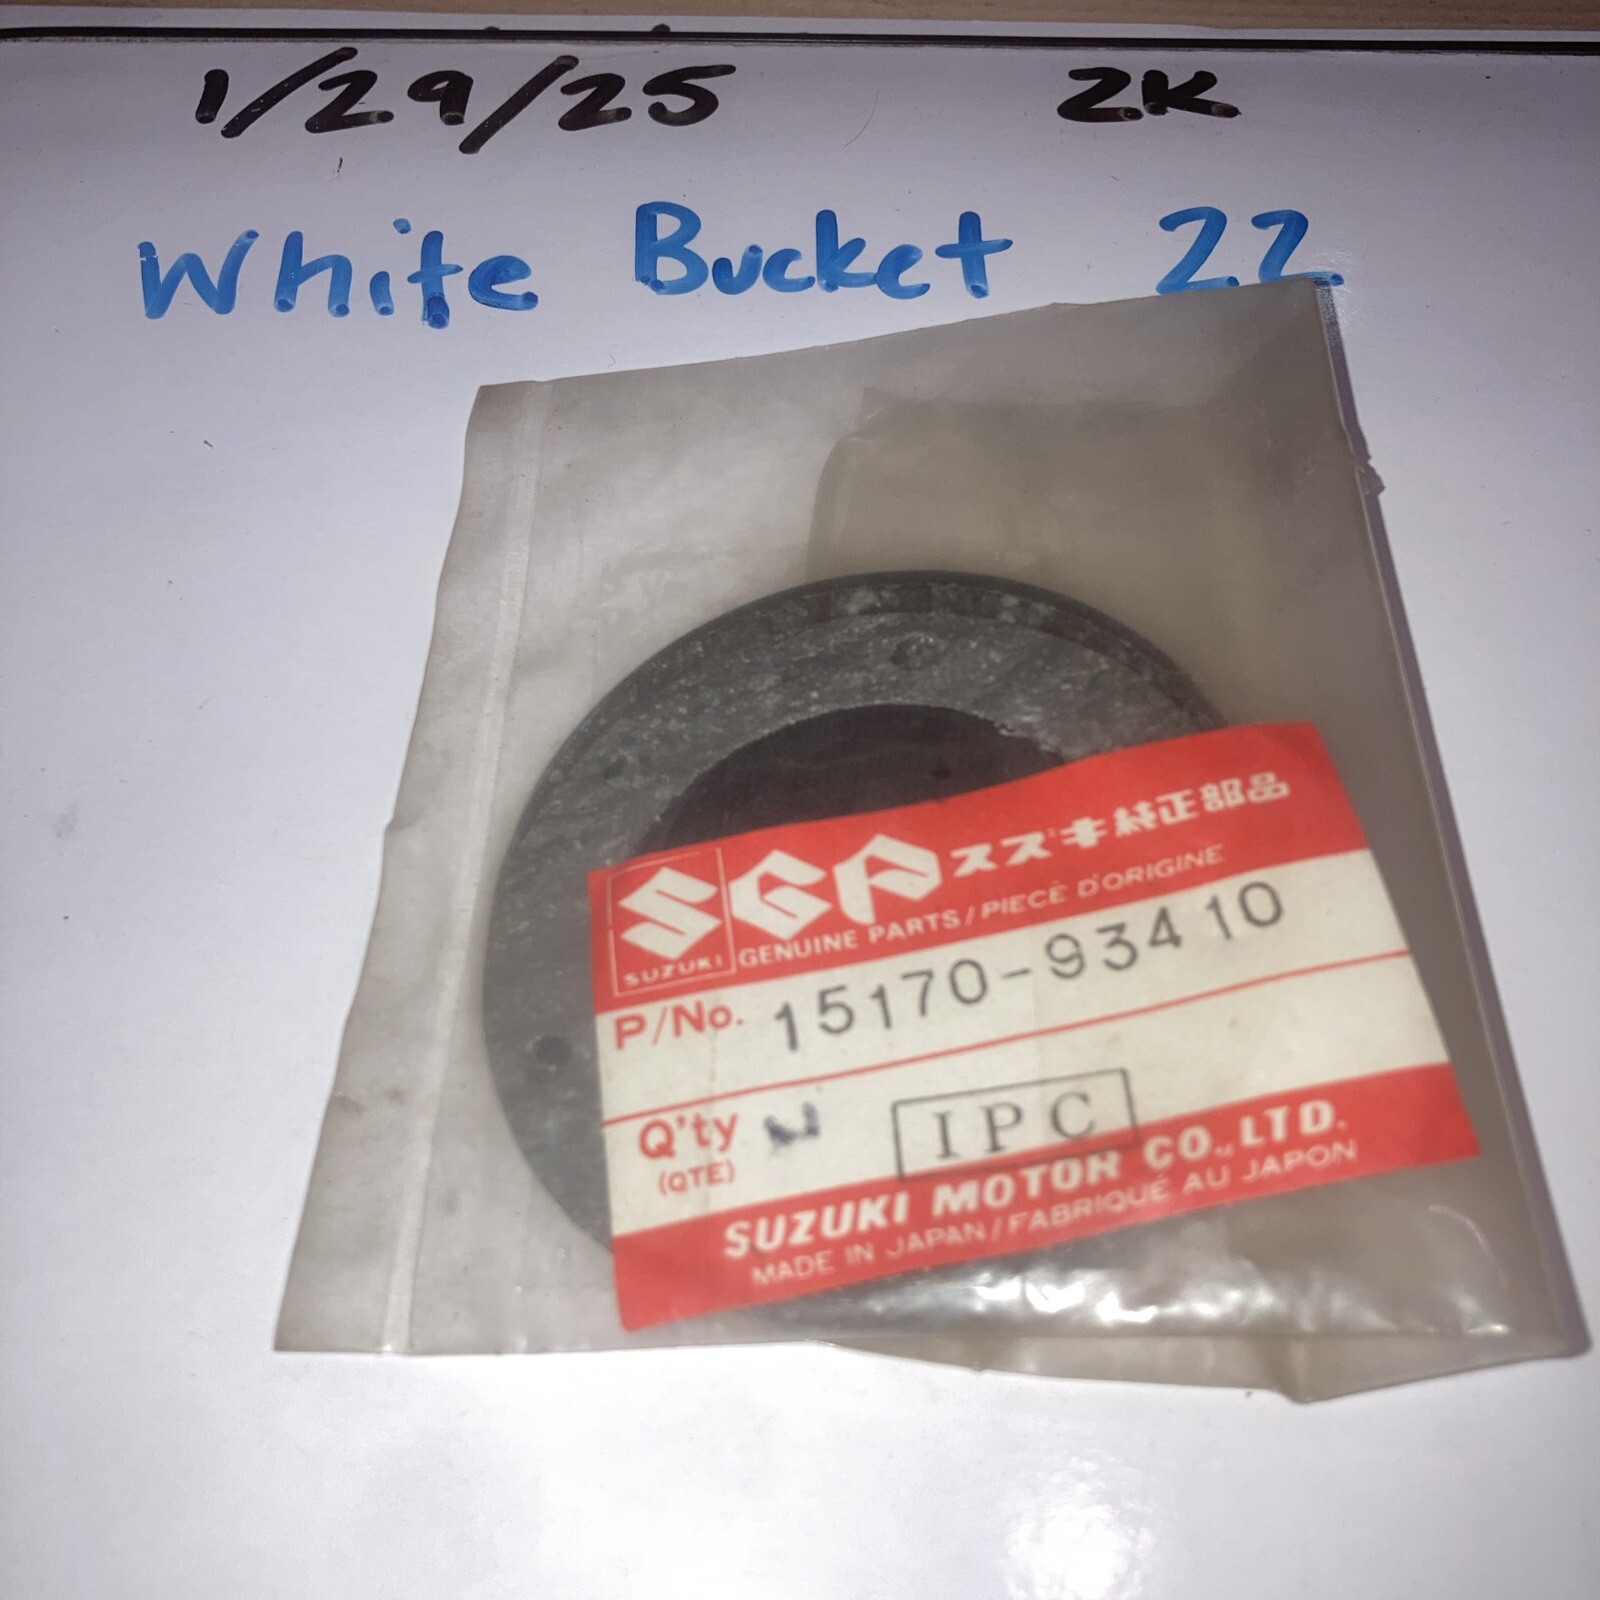 1/29/25 ZK
White Bucket 22
SGP スズキ純正部品
SUZUKI GENUINE PARTS/PIECE D'ORIGINE
P/No. 15170-93410
Q'ty
(QTE)
IPC
SUZUKI MOTOR CO., LTD.
MADE IN JAPAN/FABRIQUÉ AU JAPON